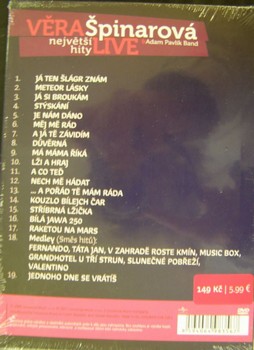 VĚRA Špinarová
největší hity LIVE & Adam Pavlík Band
1. JÁ TEN ŠLÁGR ZNÁM
2. METEOR LÁSKY
3. JÁ SI BROUKÁM
4. STÝSKÁNÍ
5. JE NÁM DÁNO
6. MĚJ MĚ RÁD
7. A JÁ TĚ ZÁVIDÍM
8. DŮVĚRNÁ
9. MÁ MÁMA ŘÍKÁ
10. LŽI A HRAJ
11. A CO TEĎ
12. NECH MĚ HÁDAT
13. ...A POŘÁD TĚ MÁM RÁDA
14. KOUZLO BÍLEJCH ČAR
15. STŘÍBRNÁ LŽIČKA
16. BÍLÁ JAWA 250
17. RAKETOU NA MARS
18. Medley (Směs hitů):
FERNANDO, TÁTA JAN, V ZAHRADĚ ROSTE KMÍN, MUSIC BOX,
GRANDHOTEL U TŘÍ STRUN, SLUNEČNÉ POBŘEŽÍ,
VALENTINO
19. JEDNOHO DNE SE VRÁTÍŠ
149 Kč | 5.99 €